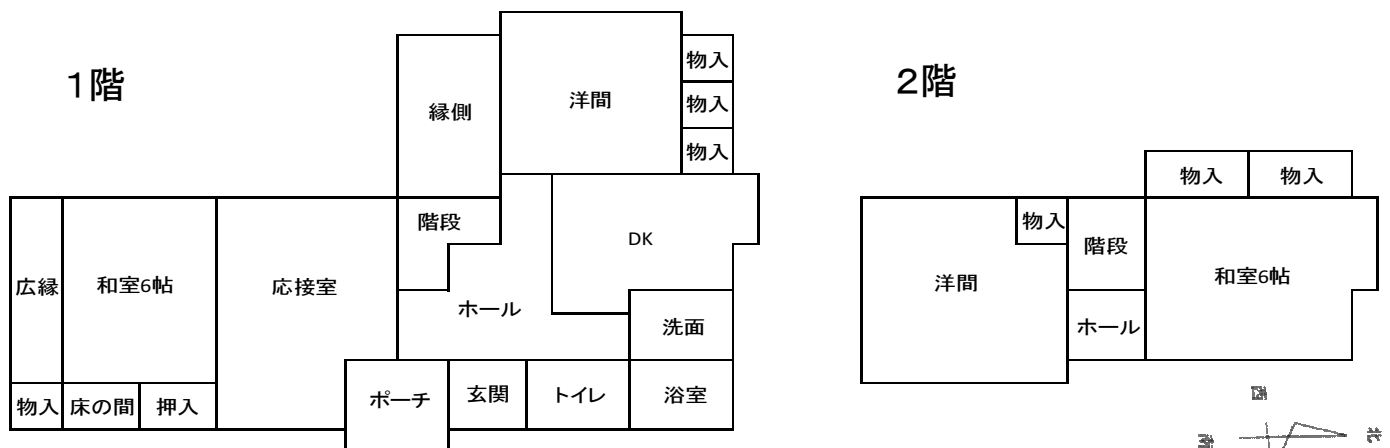 1階
物入
物入
物入
縁側
洋間
階段
DK
広縁
和室6帖
応接室
ホール
洗面
物入
床の間
押入
ポーチ
玄関
トイレ
浴室
2階
物入
物入
物入
階段
洋間
和室6帖
ホール
西
北
南